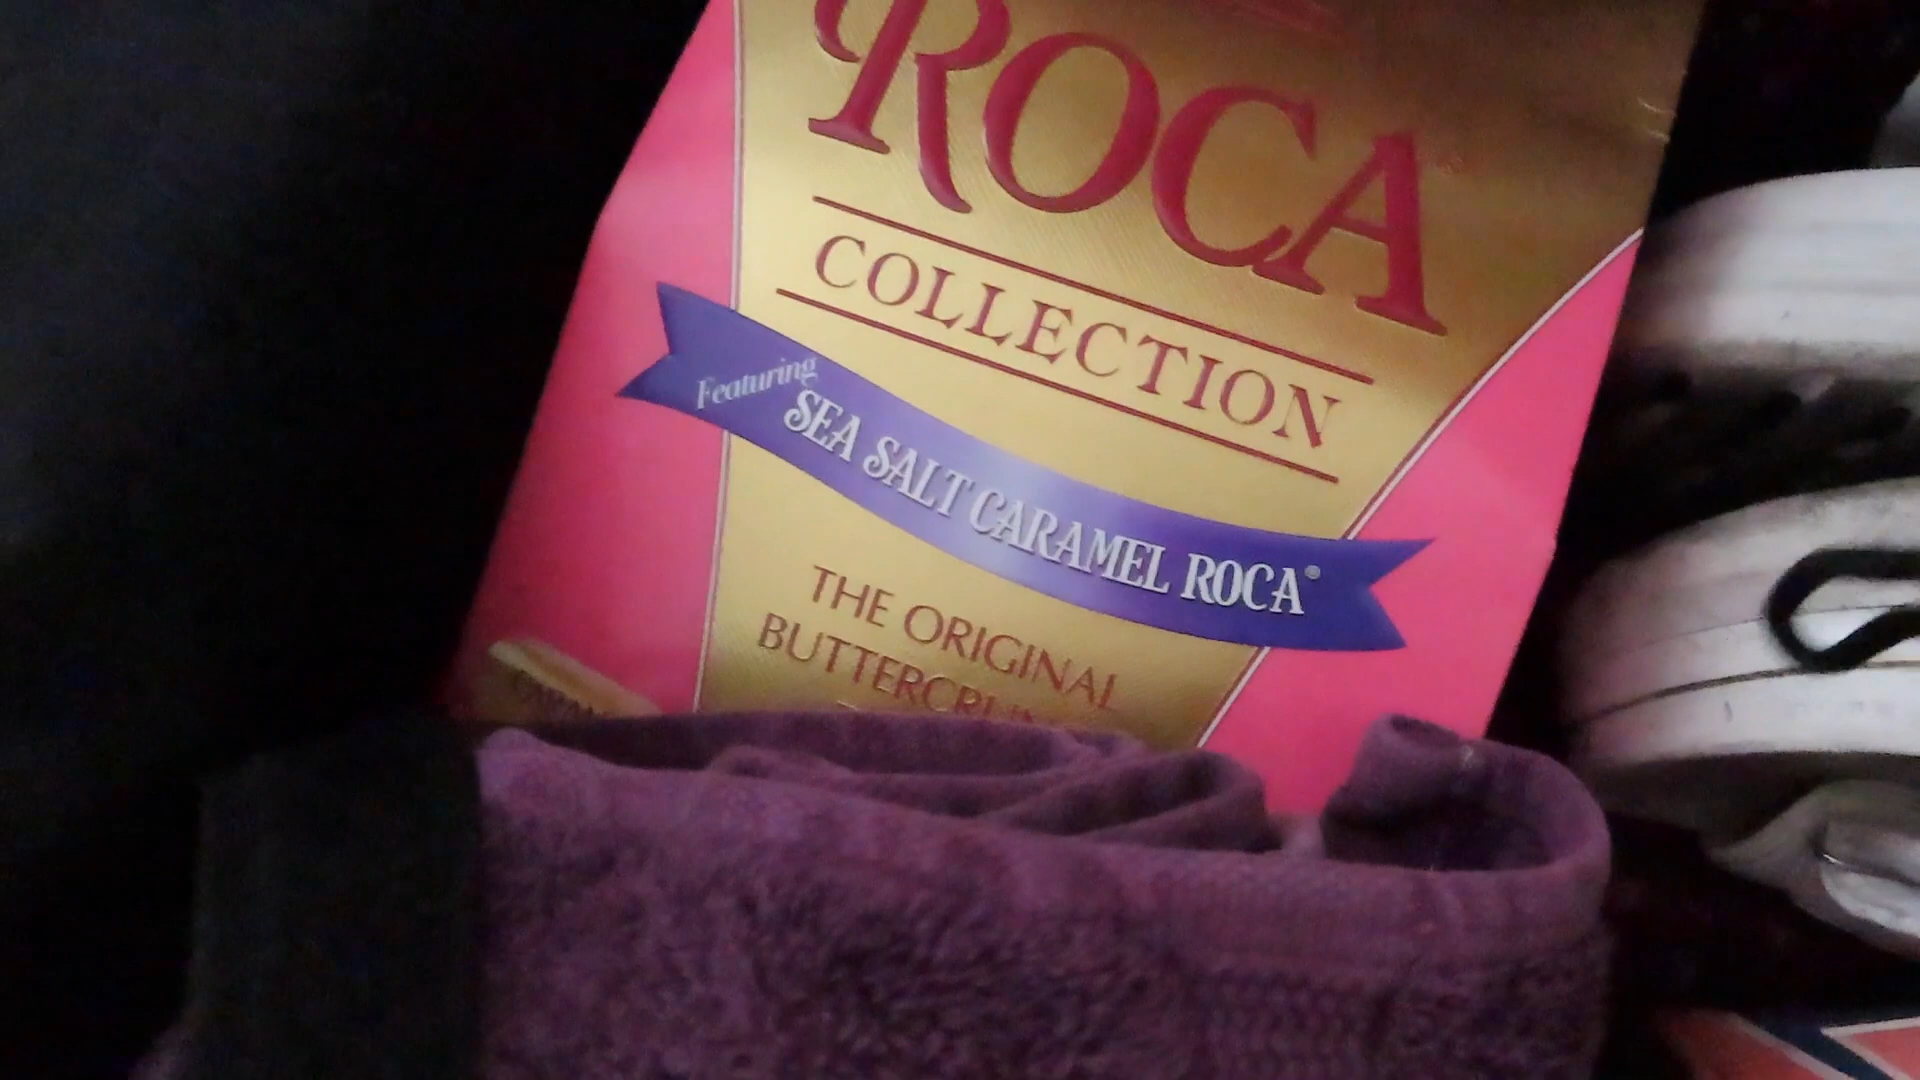 ROCA
COLLECTION
Featuring
SEA SALT CARAMEL ROCA®
THE ORIGINAL